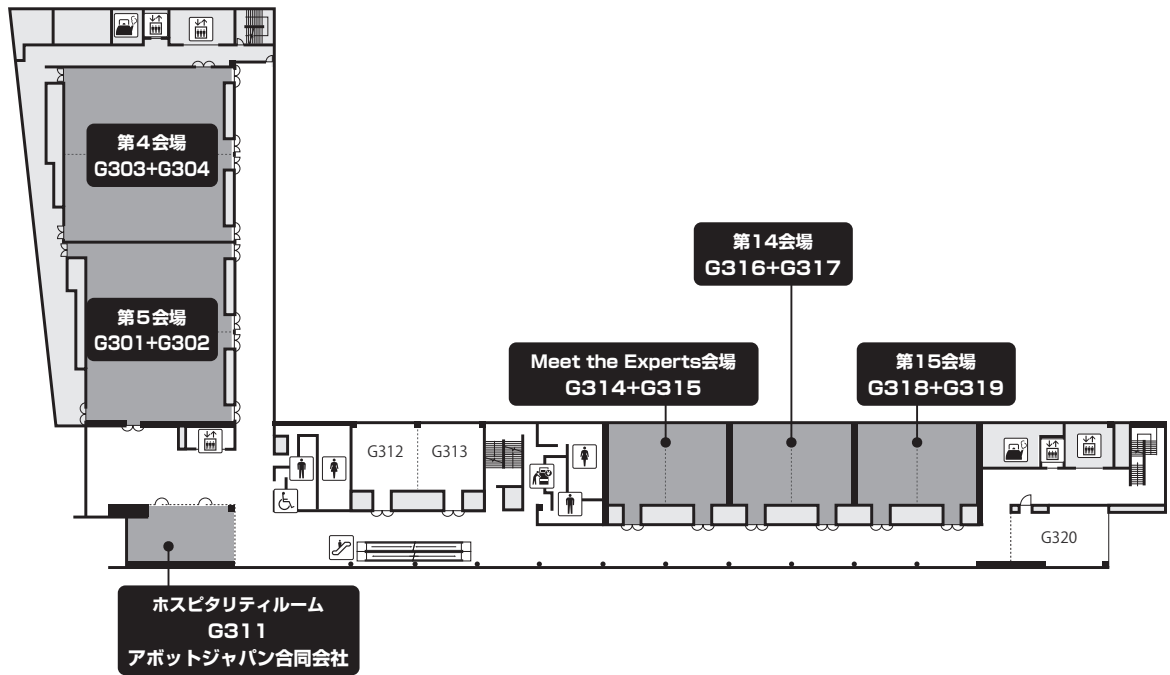 第4会場
G303+G304
第5会場
G301+G302
第14会場
G316+G317
Meet the Experts会場
G314+G315
第15会場
G318+G319
G312
G313
G320
ホスピタリティルーム
G311
アボットジャパン合同会社